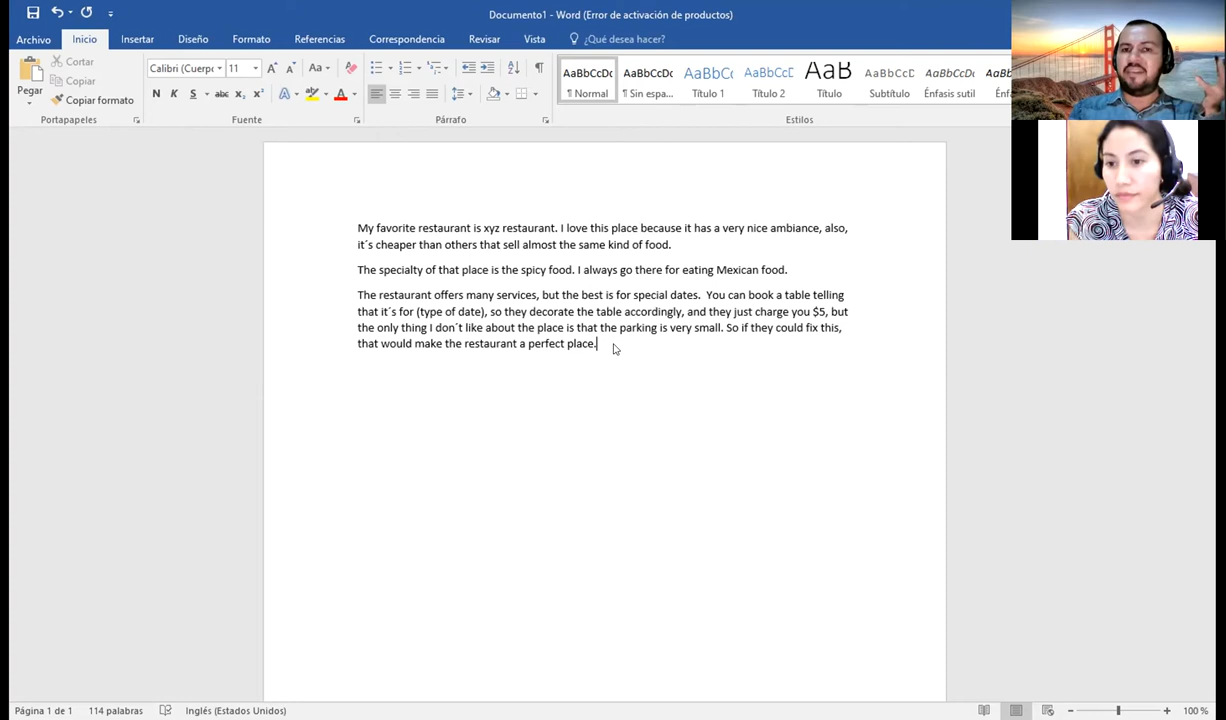 Documento1 - Word (Error de activación de productos)
Archivo Inicio Insertar Diseño Formato Referencias Correspondencia Revisar Vista ¿Qué desea hacer?
Pegar Cortar Copiar Copiar formato
Calibri (Cuerpo 11 Aa
N K S abc x₂ x² A A
AaBbCcDc AaBbCcDc AaBbCc AaBbCcD AaB AaBbCcD AaBbCcDc AaBb
¶ Normal ¶ Sin espa... Título 1 Título 2 Título Subtítulo Énfasis sutil Énfasis
Portapapeles Fuente Párrafo Estilos
My favorite restaurant is xyz restaurant. I love this place because it has a very nice ambiance, also,
it´s cheaper than others that sell almost the same kind of food.
The specialty of that place is the spicy food. I always go there for eating Mexican food.
The restaurant offers many services, but the best is for special dates.  You can book a table telling
that it´s for (type of date), so they decorate the table accordingly, and they just charge you $5, but
the only thing I don´t like about the place is that the parking is very small. So if they could fix this,
that would make the restaurant a perfect place.
Página 1 de 1 114 palabras Inglés (Estados Unidos) 100 %